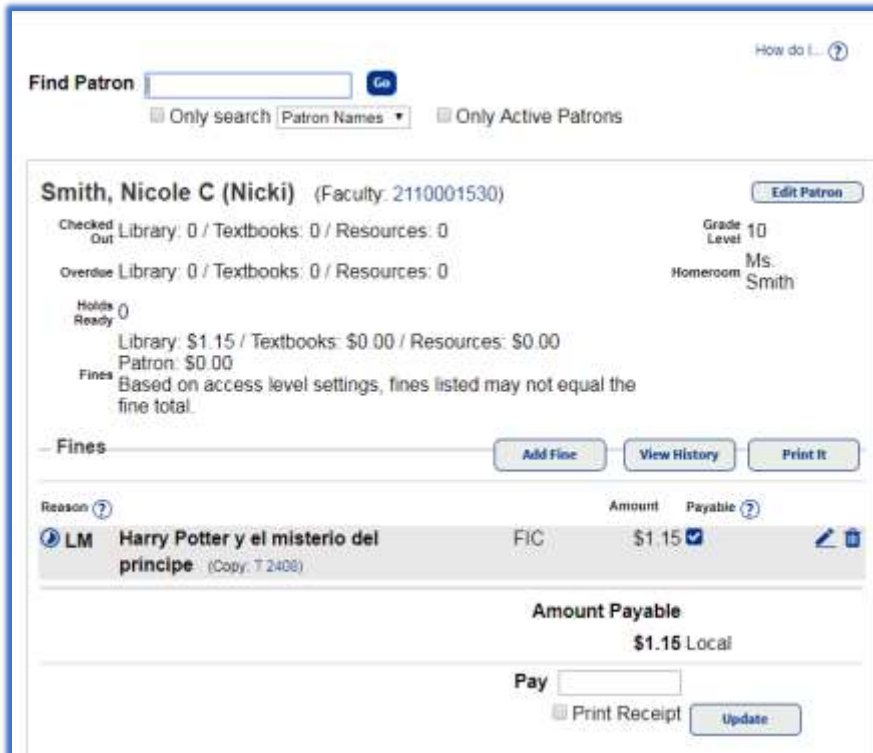 How do I... ?
Find Patron Go
Only search Patron Names Only Active Patrons
Smith, Nicole C (Nicki) (Faculty: 2110001530) Edit Patron
Checked Out Library: 0 / Textbooks: 0 / Resources: 0 Grade Level 10
Overdue Library: 0 / Textbooks: 0 / Resources: 0 Homeroom Ms. Smith
Holds Ready 0
Library: $1.15 / Textbooks: $0.00 / Resources: $0.00
Patron: $0.00
Fines Based on access level settings, fines listed may not equal the
fine total.
Fines Add Fine View History Print It
Reason ? Amount Payable ?
LM Harry Potter y el misterio del FIC $1.15
principe (Copy: T 2408)
Amount Payable
$1.15 Local
Pay
Print Receipt Update